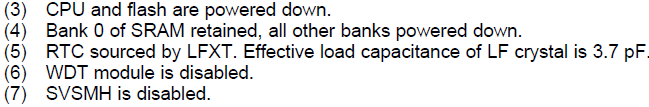 (3) CPU and flash are powered down.
(4) Bank 0 of SRAM retained, all other banks powered down.
(5) RTC sourced by LFXT. Effective load capacitance of LF crystal is 3.7 pF.
(6) WDT module is disabled.
(7) SVSMH is disabled.